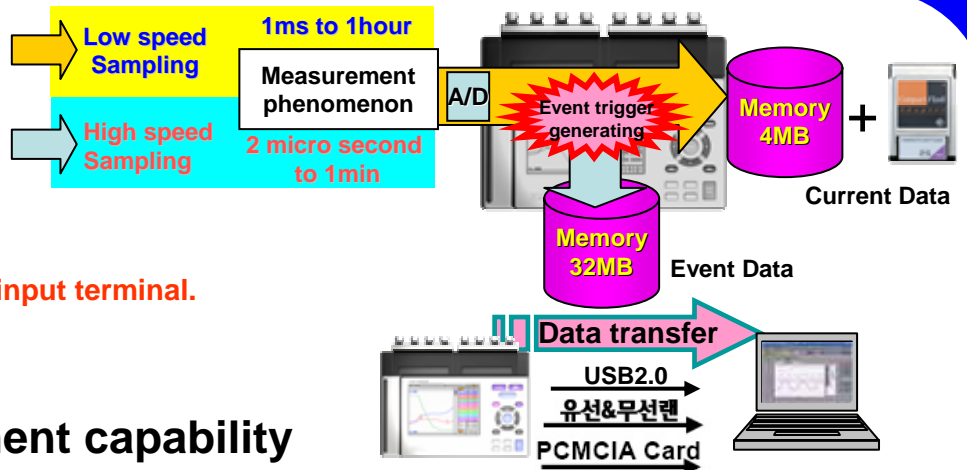 Low speed
Sampling
1ms to 1hour
Measurement
phenomenon
High speed
Sampling
2 micro second
to 1min
A/D
Event trigger
generating
Memory
4MB
+
Current Data
Memory
32MB
Event Data
input terminal.
Data transfer
USB2.0
유선&무선랜
PCMCIA Card
ent capability